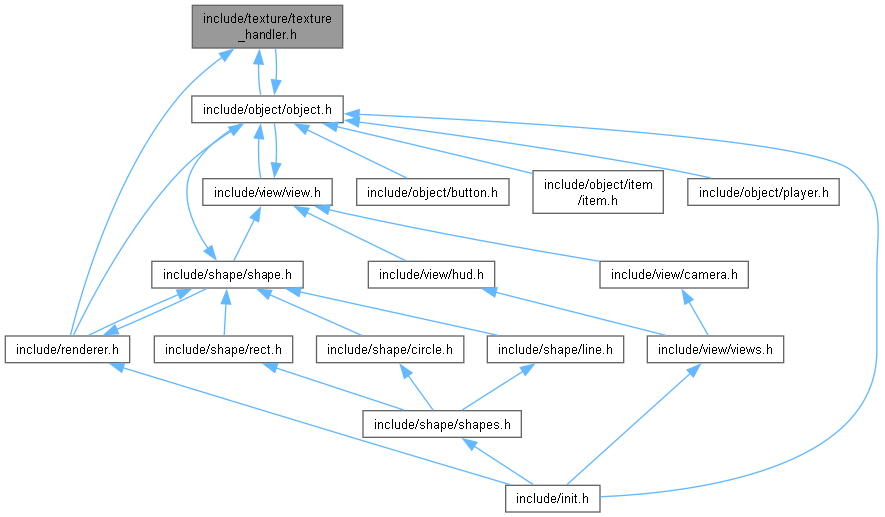 include/texture/texture
_handler.h
include/object/object.h
include/view/view.h
include/object/button.h
include/object/item
/item.h
include/object/player.h
include/shape/shape.h
include/view/hud.h
include/view/camera.h
include/renderer.h
include/shape/rect.h
include/shape/circle.h
include/shape/line.h
include/view/views.h
include/shape/shapes.h
include/init.h